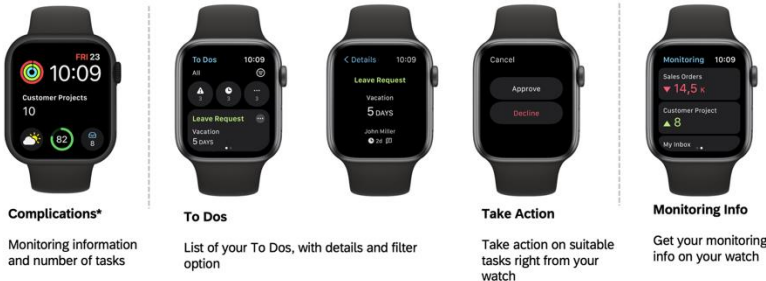 FRI 23
10:09
Customer Projects
10
82
8
To Dos 10:09
All
3 3 3
Leave Request
Vacation
5 DAYS
< Details 10:09
Leave Request
Vacation
5 DAYS
John Miller
2d
Cancel
Approve
Decline
Monitoring 10:09
Sales Orders
▼ 14,5 K
Customer Project
▲ 8
My Inbox
Complications*
Monitoring information
and number of tasks
To Dos
List of your To Dos, with details and filter
option
Take Action
Take action on suitable
tasks right from your
watch
Monitoring Info
Get your monitoring
info on your watch